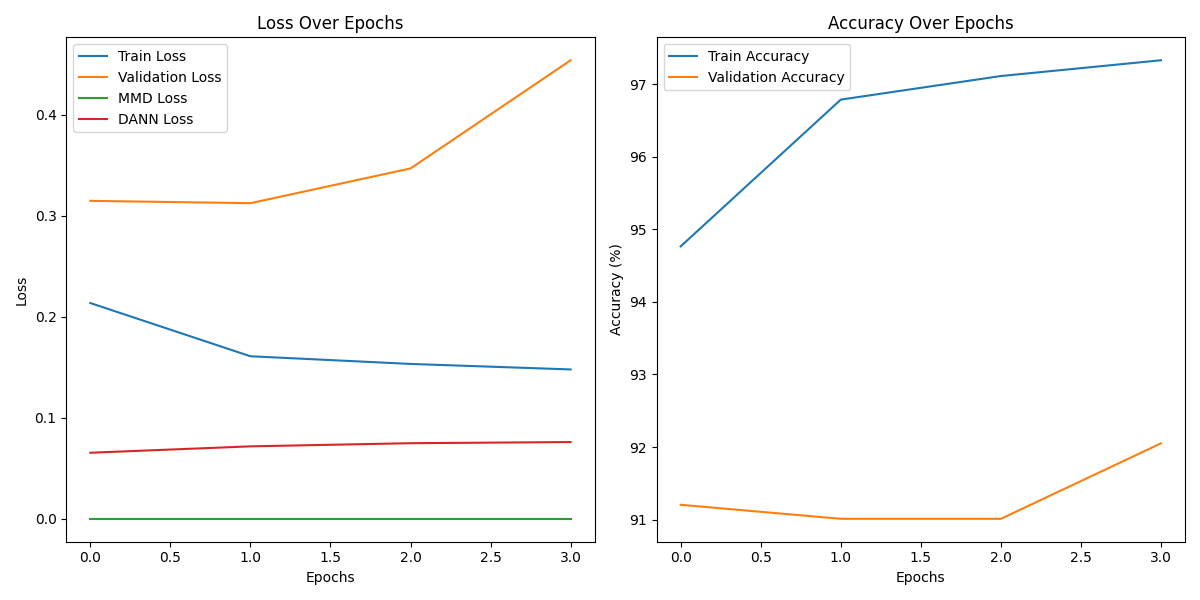 Loss Over Epochs
Train Loss
Validation Loss
MMD Loss
DANN Loss
0.4
0.3
0.2
0.1
0.0
Loss
0.0 0.5 1.0 1.5 2.0 2.5 3.0
Epochs
Accuracy Over Epochs
Train Accuracy
Validation Accuracy
97
96
95
94
93
92
91
Accuracy (%)
0.0 0.5 1.0 1.5 2.0 2.5 3.0
Epochs